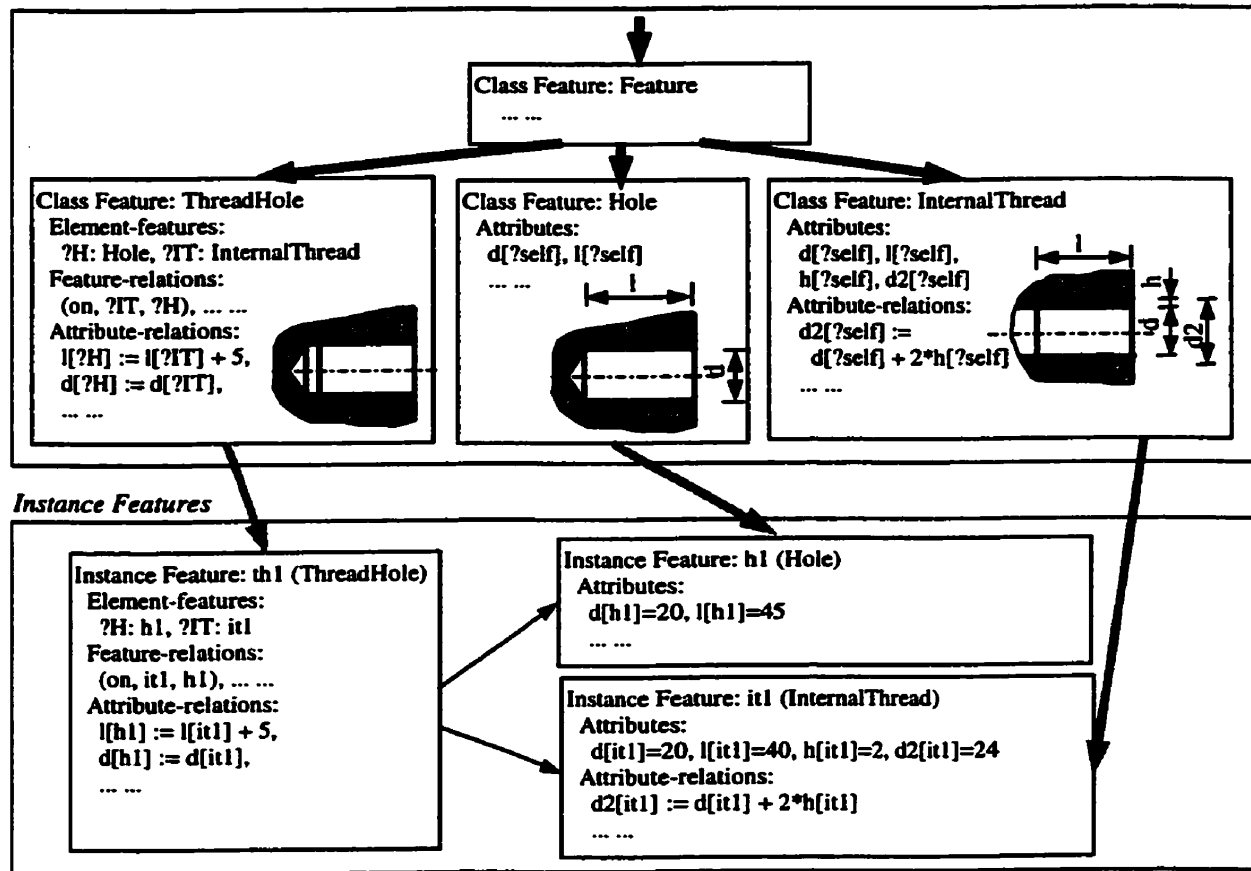 Class Feature: Feature
... ...
Class Feature: ThreadHole
Element-features:
?H: Hole, ?IT: InternalThread
Feature-relations:
(on, ?IT, ?H), ... ...
Attribute-relations:
l[?H] := l[?IT] + 5,
d[?H] := d[?IT],
... ...
Class Feature: Hole
Attributes:
d[?self], l[?self]
... ...
l
d
Class Feature: InternalThread
Attributes:
d[?self], l[?self],
h[?self], d2[?self]
Attribute-relations:
d2[?self] :=
d[?self] + 2*h[?self]
... ...
l
h
d
d2
Instance Features
Instance Feature: th1 (ThreadHole)
Element-features:
?H: h1, ?IT: it1
Feature-relations:
(on, it1, h1), ... ...
Attribute-relations:
l[h1] := l[it1] + 5,
d[h1] := d[it1],
... ...
Instance Feature: h1 (Hole)
Attributes:
d[h1]=20, l[h1]=45
... ...
Instance Feature: it1 (InternalThread)
Attributes:
d[it1]=20, l[it1]=40, h[it1]=2, d2[it1]=24
Attribute-relations:
d2[it1] := d[it1] + 2*h[it1]
... ...